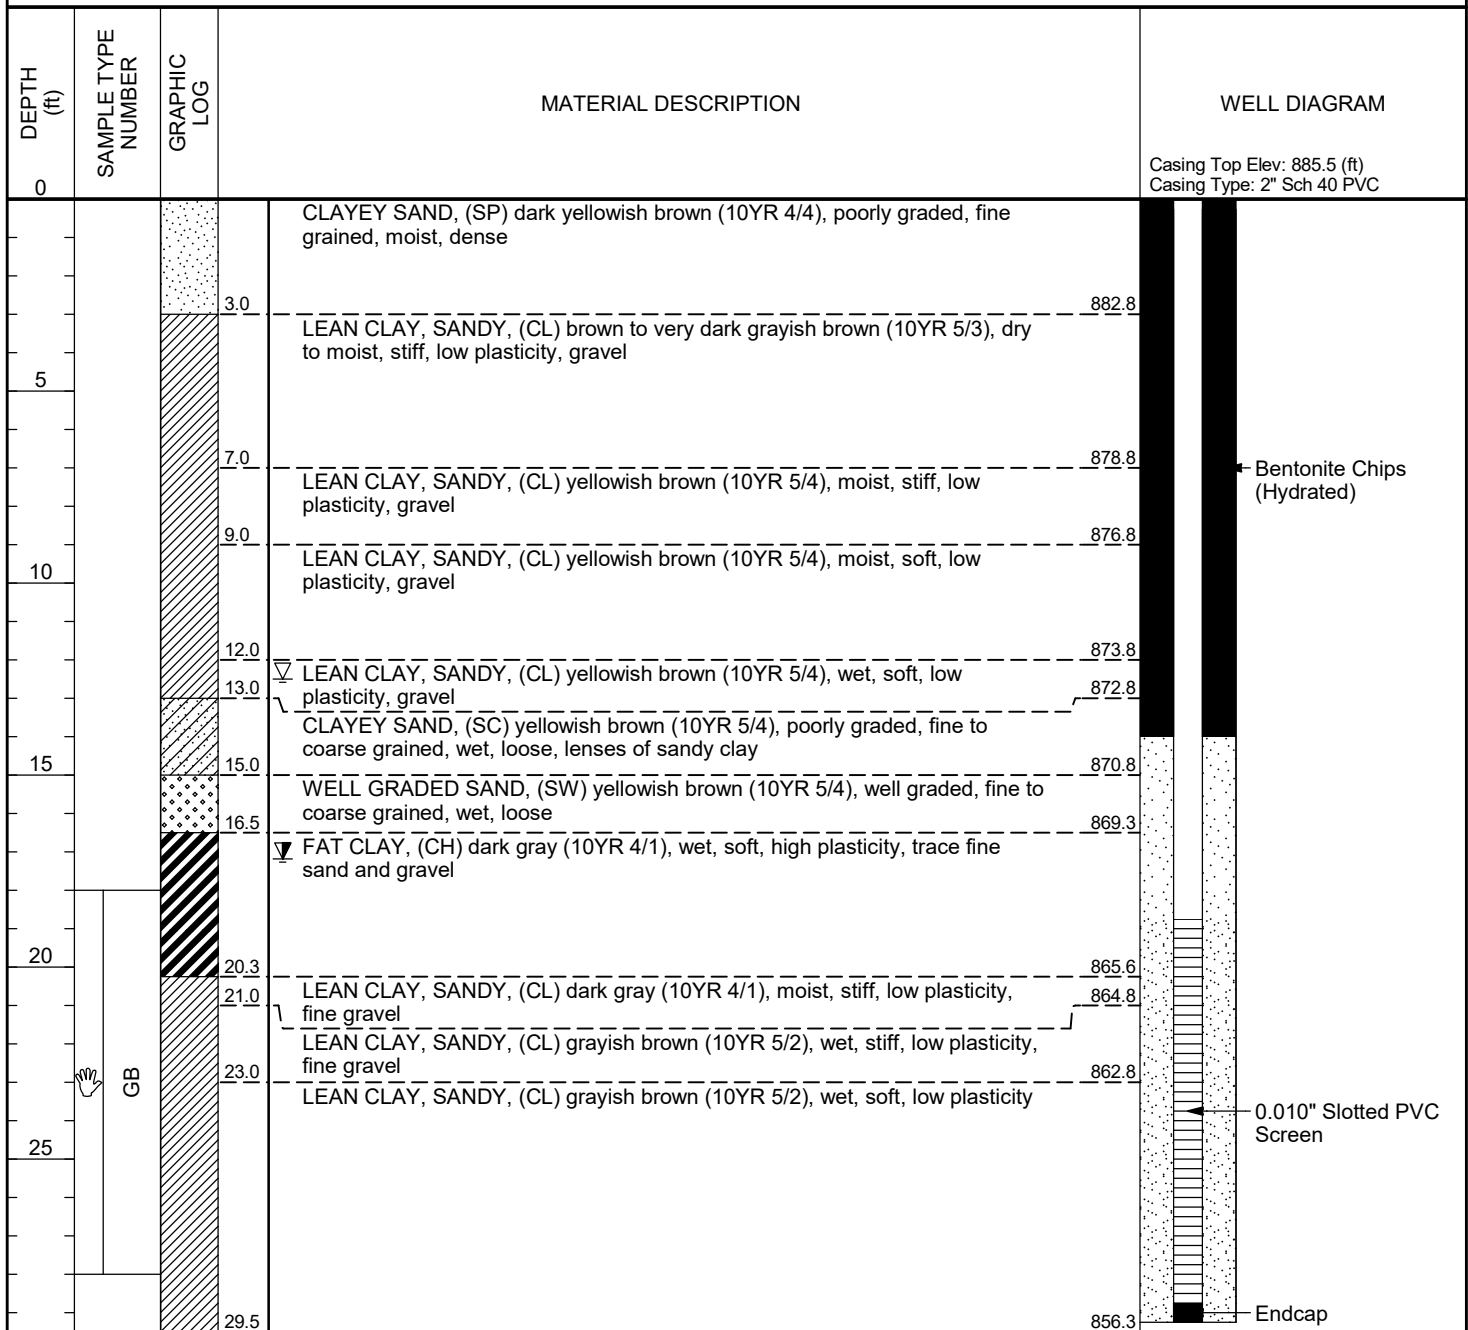 DEPTH
(ft)
SAMPLE TYPE
NUMBER
GRAPHIC
LOG
MATERIAL DESCRIPTION
WELL DIAGRAM
Casing Top Elev: 885.5 (ft)
Casing Type: 2" Sch 40 PVC
0
CLAYEY SAND, (SP) dark yellowish brown (10YR 4/4), poorly graded, fine
grained, moist, dense
3.0 882.8
LEAN CLAY, SANDY, (CL) brown to very dark grayish brown (10YR 5/3), dry
to moist, stiff, low plasticity, gravel
5
7.0 878.8
LEAN CLAY, SANDY, (CL) yellowish brown (10YR 5/4), moist, stiff, low
plasticity, gravel
Bentonite Chips
(Hydrated)
9.0 876.8
LEAN CLAY, SANDY, (CL) yellowish brown (10YR 5/4), moist, soft, low
plasticity, gravel
10
12.0 873.8
LEAN CLAY, SANDY, (CL) yellowish brown (10YR 5/4), wet, soft, low
plasticity, gravel
13.0 872.8
CLAYEY SAND, (SC) yellowish brown (10YR 5/4), poorly graded, fine to
coarse grained, wet, loose, lenses of sandy clay
15
15.0 870.8
WELL GRADED SAND, (SW) yellowish brown (10YR 5/4), well graded, fine to
coarse grained, wet, loose
16.5 869.3
FAT CLAY, (CH) dark gray (10YR 4/1), wet, soft, high plasticity, trace fine
sand and gravel
20
20.3 865.6
LEAN CLAY, SANDY, (CL) dark gray (10YR 4/1), moist, stiff, low plasticity,
fine gravel
21.0 864.8
LEAN CLAY, SANDY, (CL) grayish brown (10YR 5/2), wet, stiff, low plasticity,
fine gravel
23.0 862.8
GB
LEAN CLAY, SANDY, (CL) grayish brown (10YR 5/2), wet, soft, low plasticity
0.010" Slotted PVC
Screen
25
Endcap
29.5 856.3